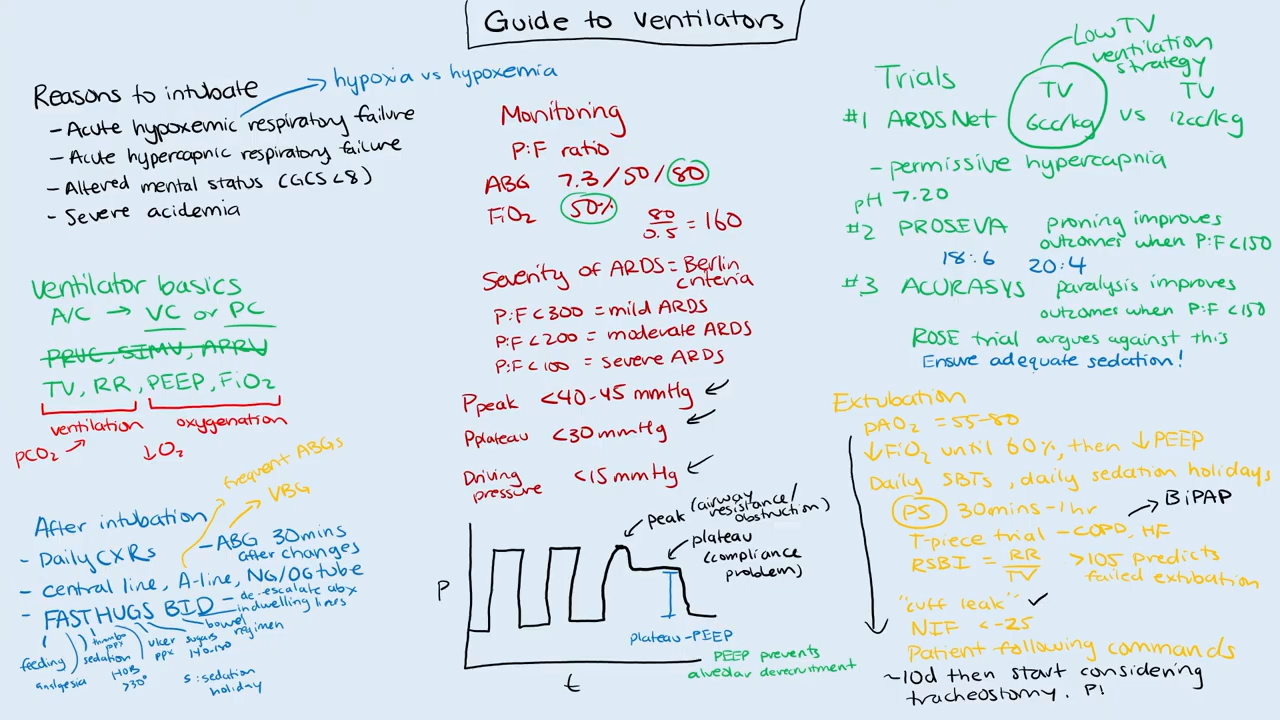 Guide to Ventilators
Reasons to intubate
→ hypoxia vs hypoxemia
- Acute hypoxemic respiratory failure
- Acute hypercapnic respiratory failure
- Altered mental status (GCS < 8)
- Severe acidemia
Ventilator basics
A/C → VC or PC
PRVC, SIMV, APRV
TV, RR, PEEP, FiO2
ventilation
oxygenation
pCO2
↓O2
After intubation
frequent ABGs
VBG
- Daily CXRs
- ABG 30mins
after changes
- central line, A-line, NG/OG tube
- FASTHUGS BID
- de-escalate abx
indwelling lines
bowel
regimen
feeding
analgesia
sedation
thrombo
ppx
HOB
>30°
ulcer
ppx
sugars
140-180
S: sedation
holiday
Monitoring
P:F ratio
ABG 7.3/50/80
FiO2 50%
80
0.5
= 160
Severity of ARDS = Berlin
criteria
P:F < 300 = mild ARDS
P:F < 200 = moderate ARDS
P:F < 100 = severe ARDS
Ppeak < 40-45 mmHg
Pplateau < 30 mmHg
Driving
pressure
< 15 mmHg
peak (airway
resistance/
obstruction)
plateau
(compliance
problem)
P
t
plateau - PEEP
PEEP prevents
alveolar derecruitment
Trials
Low TV
ventilation
strategy
#1 ARDSNet
TV
6cc/kg
vs
TV
12cc/kg
- permissive hypercapnia
pH 7.20
#2 PROSEVA
proning improves
outcomes when P:F < 150
18:6
20:4
#3 ACURASYS
paralysis improves
outcomes when P:F < 150
ROSE trial argues against this
Ensure adequate sedation!
Extubation
pAO2 = 55-80
↓FiO2 until 60%, then ↓PEEP
Daily SBTs, daily sedation holidays
PS 30mins - 1hr
→ BiPAP
T-piece trial - COPD, HF
RSBI = RR
TV
>105 predicts
failed extubation
"cuff leak" ✓
NIF < -25
Patient following commands
~10d then start considering
tracheostomy.